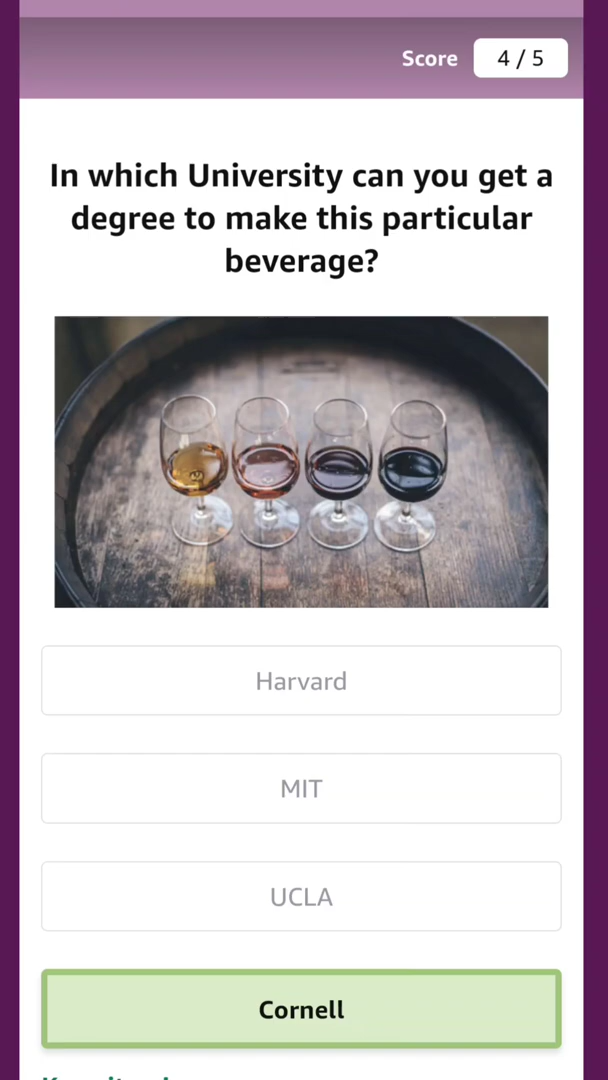 Score 4 / 5
In which University can you get a
degree to make this particular
beverage?
Harvard
MIT
UCLA
Cornell